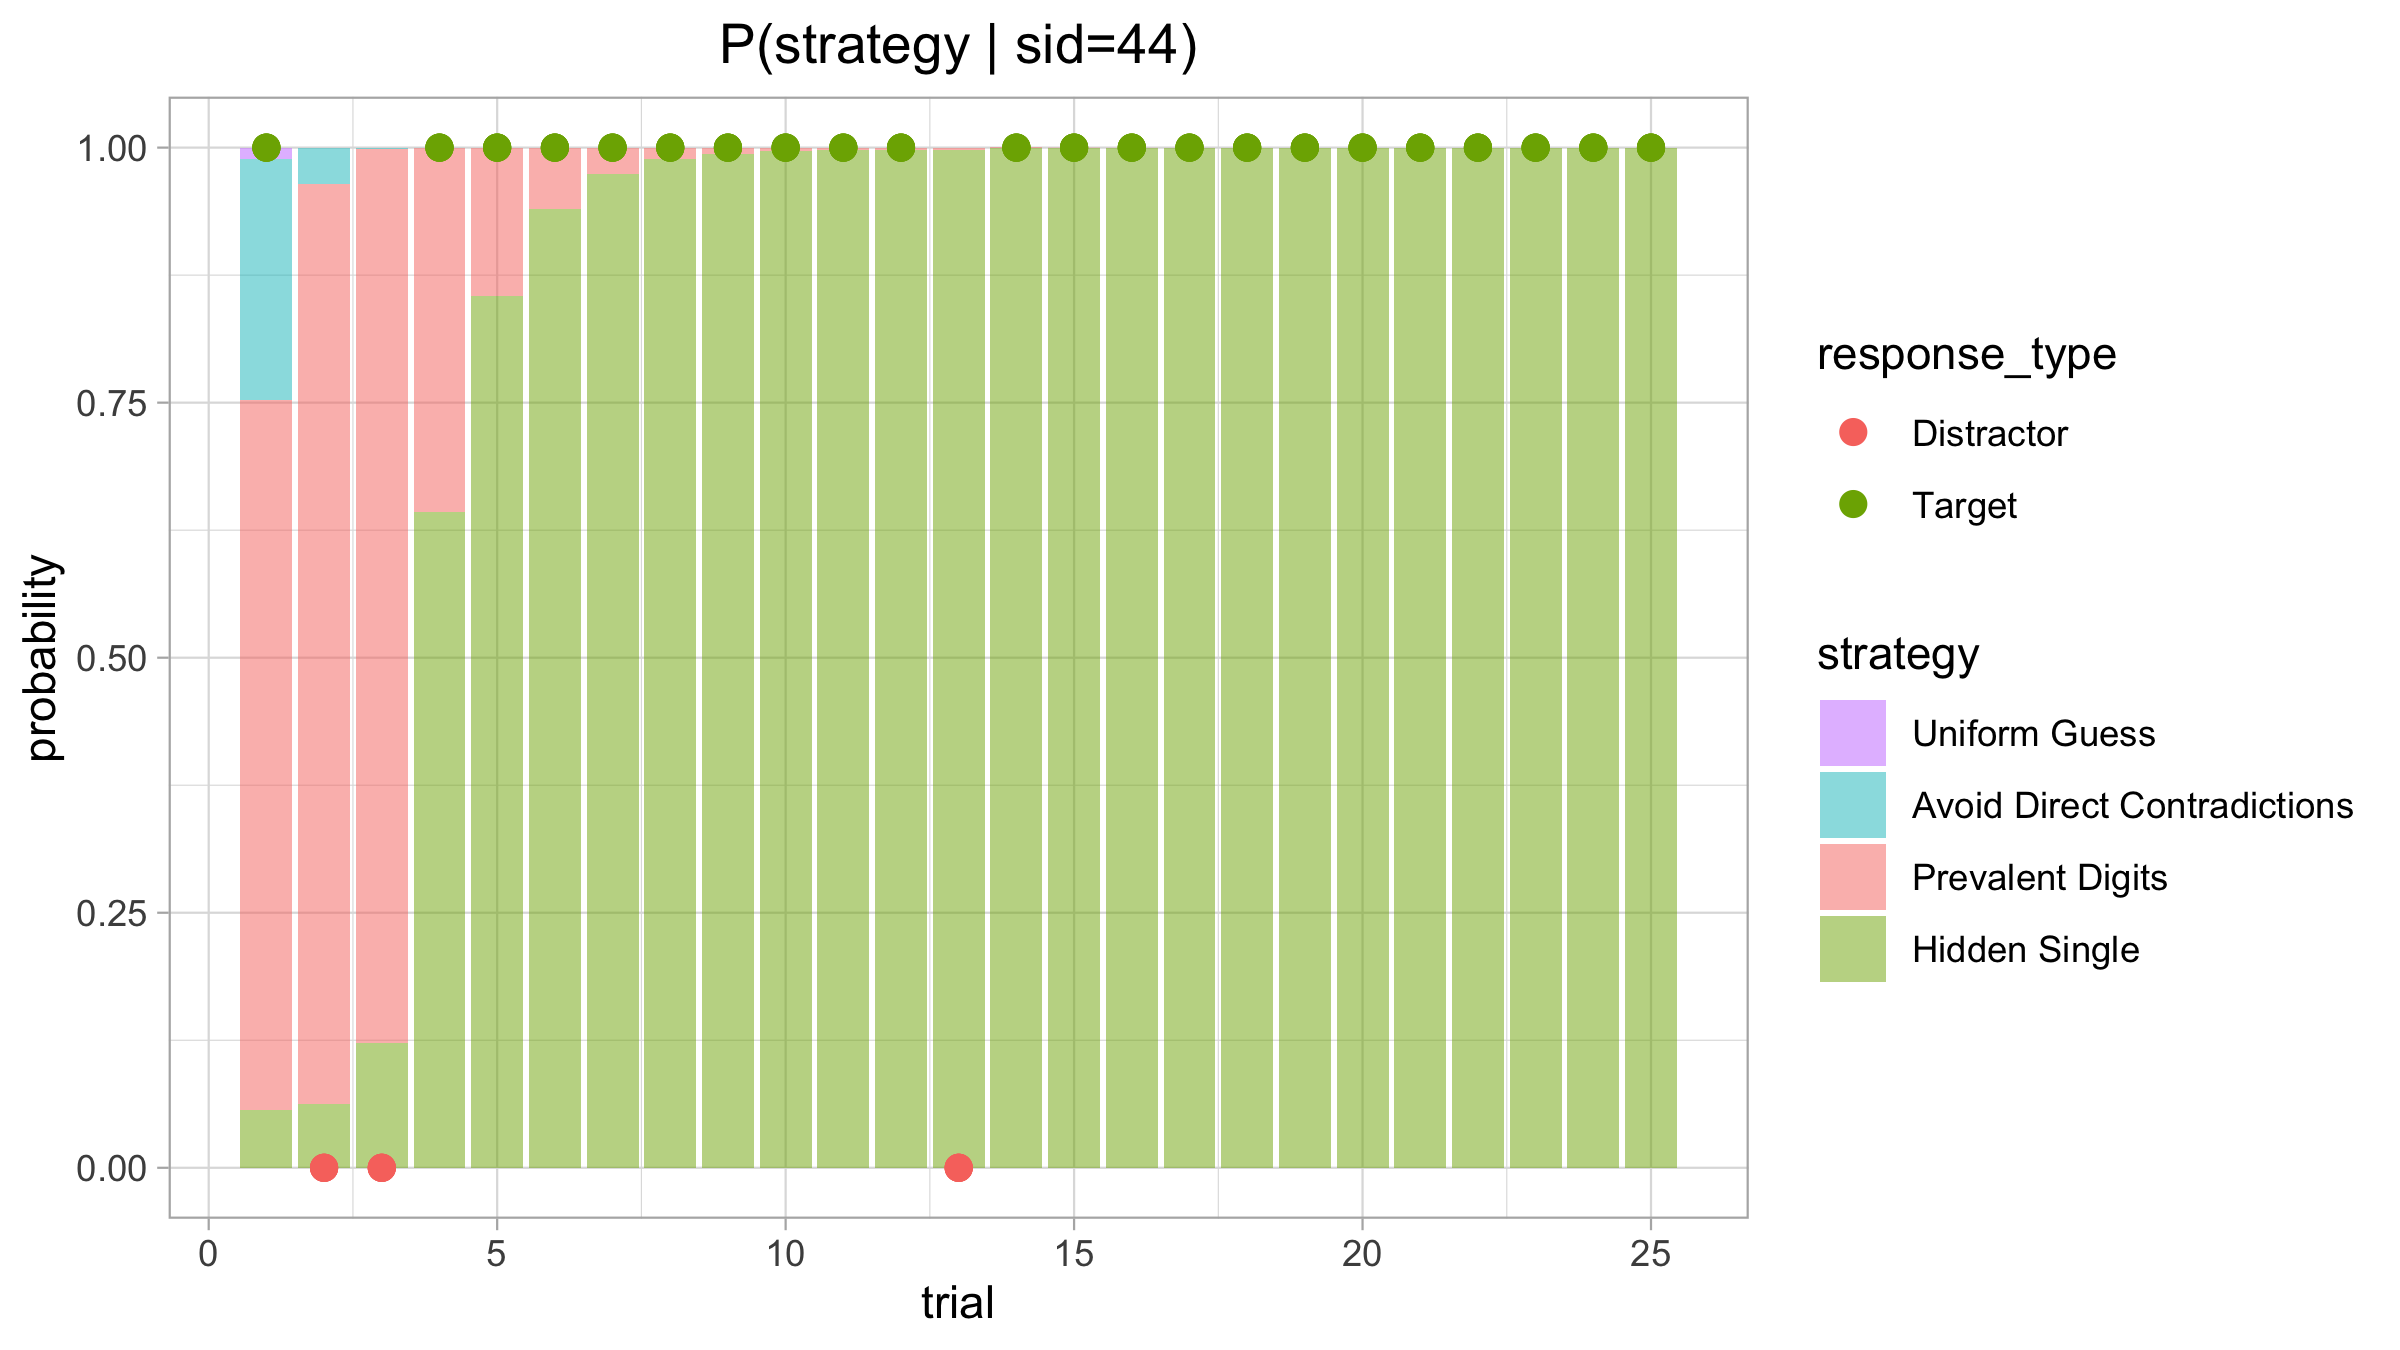 P(strategy | sid=44)
1.00
0.75
0.50
0.25
0.00
probability
0 5 10 15 20 25
trial
response_type
Distractor
Target
strategy
Uniform Guess
Avoid Direct Contradictions
Prevalent Digits
Hidden Single